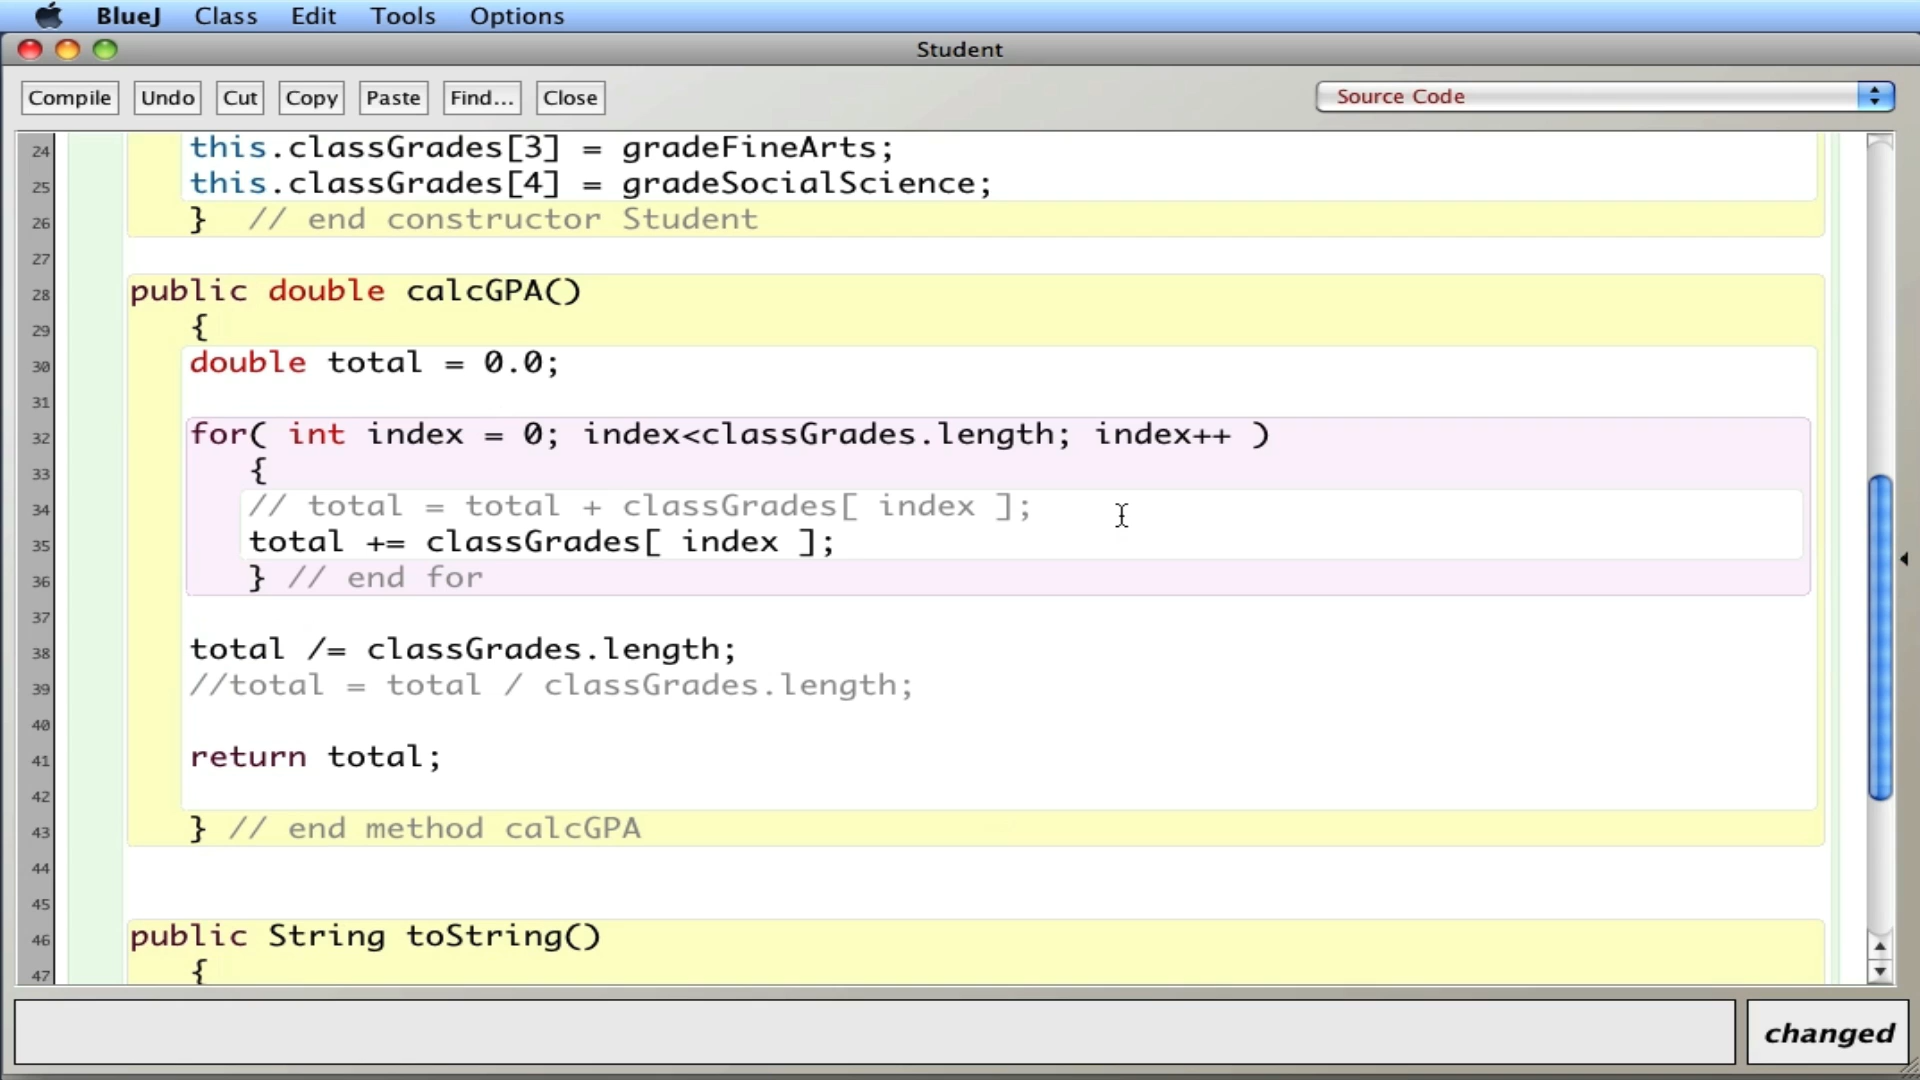 BlueJ Class Edit Tools Options
Student
Compile Undo Cut Copy Paste Find... Close Source Code
24 this.classGrades[3] = gradeFineArts;
25 this.classGrades[4] = gradeSocialScience;
26 } // end constructor Student
27
28 public double calcGPA()
29 {
30 double total = 0.0;
31
32 for( int index = 0; index<classGrades.length; index++ )
33 {
34 // total = total + classGrades[ index ];
35 total += classGrades[ index ];
36 } // end for
37
38 total /= classGrades.length;
39 //total = total / classGrades.length;
40
41 return total;
42
43 } // end method calcGPA
44
45
46 public String toString()
47 {
changed